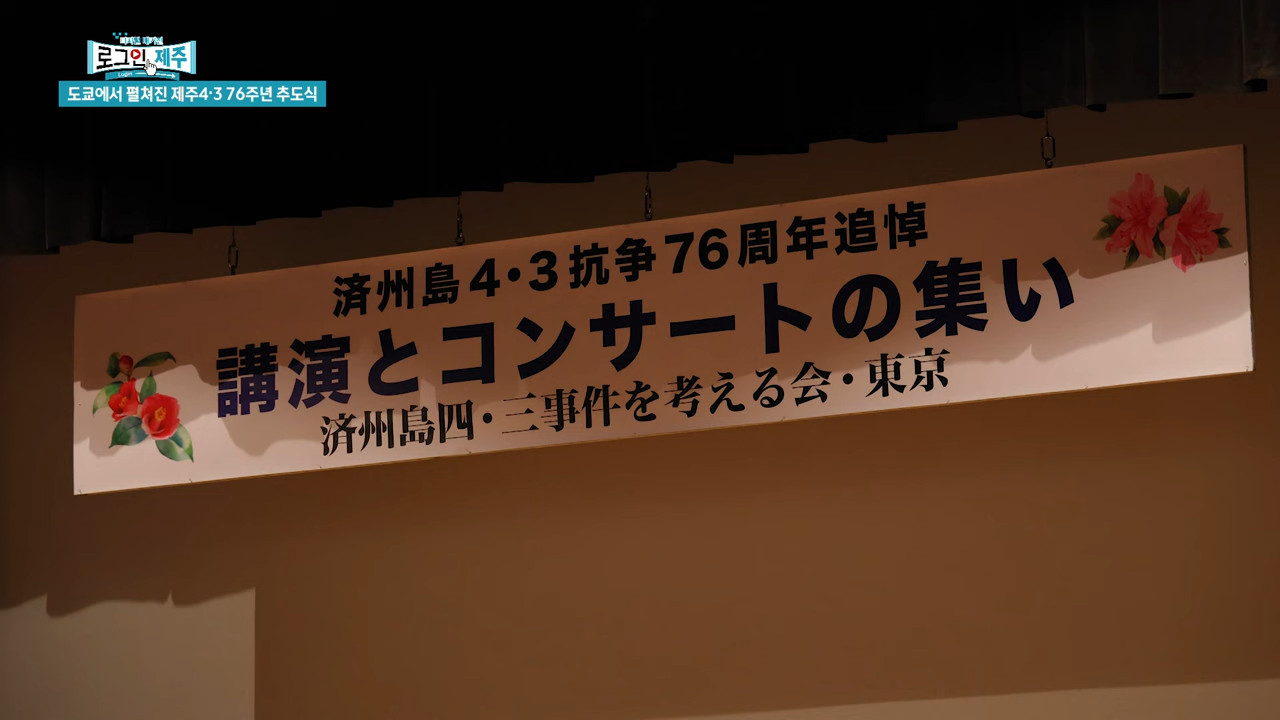 로그인 제주
도쿄에서 펼쳐진 제주4·3 76주년 추도식
済州島4・3抗争76周年追悼
講演とコンサートの集い
済州島四・三事件を考える会・東京